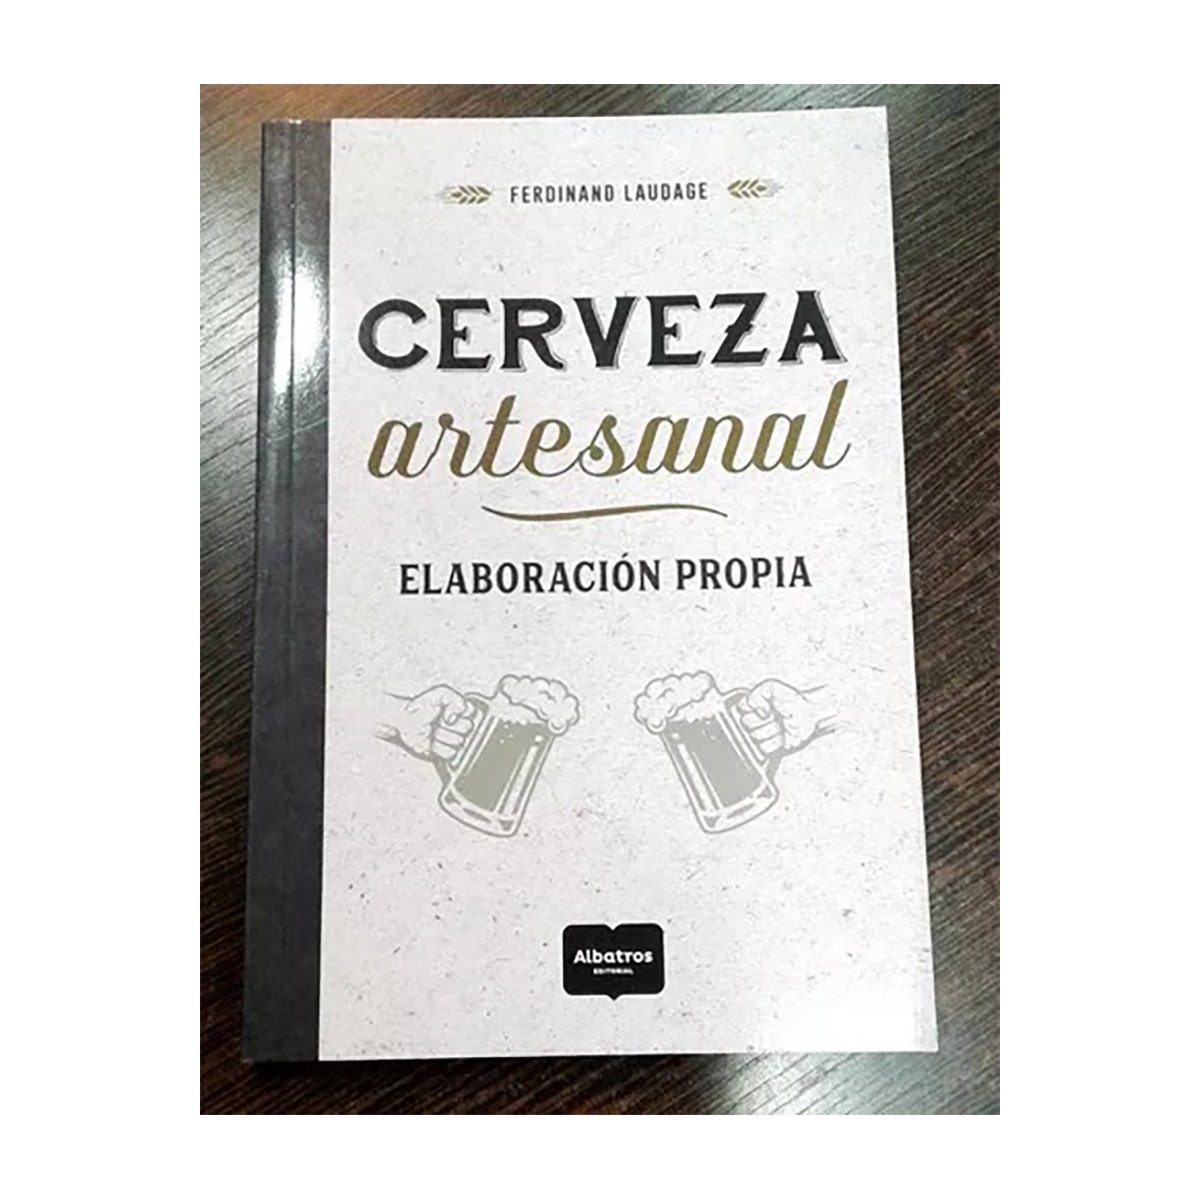 FERDINAND LAUDAGE
CERVEZA
artesanal
ELABORACIÓN PROPIA
Albatros
EDITORIAL